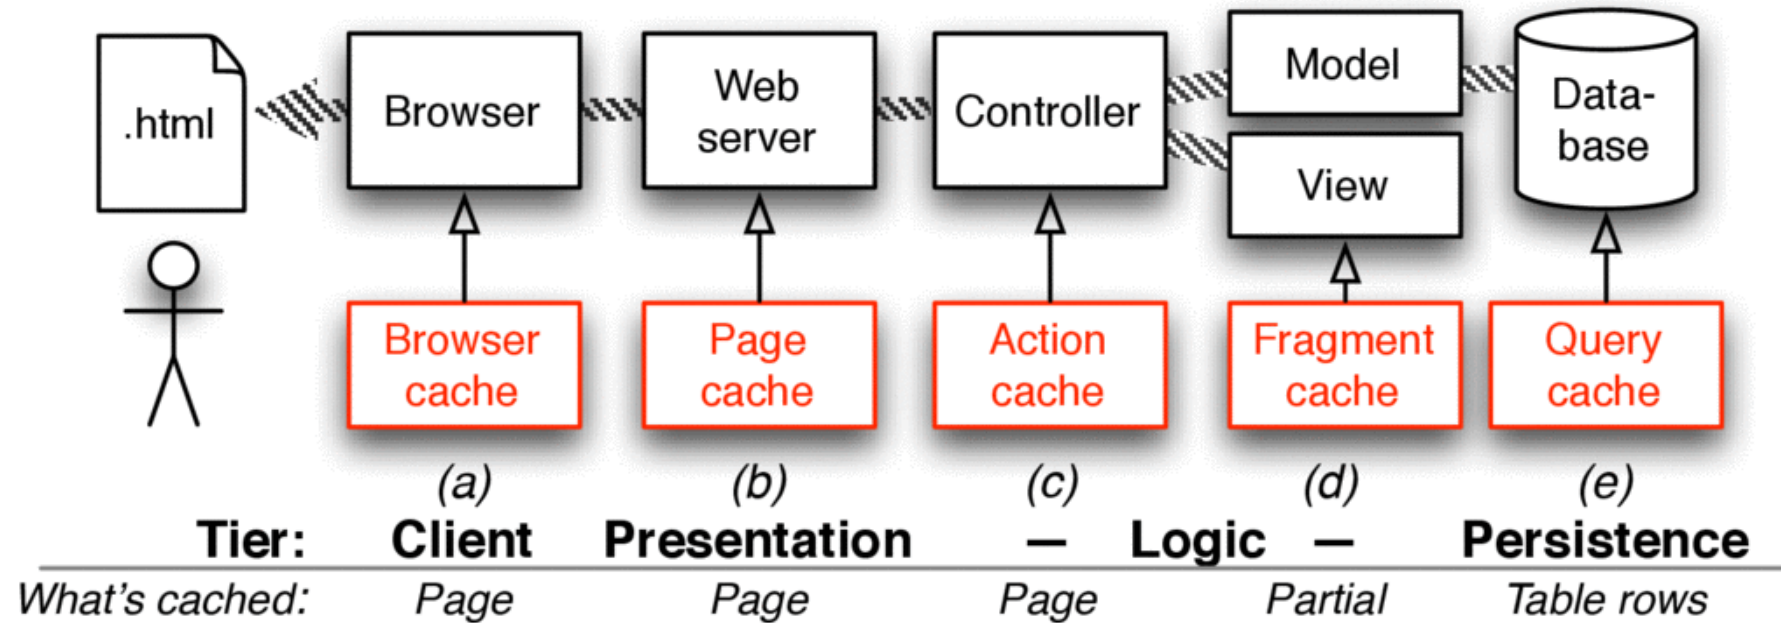 .html
Browser
Web
server
Controller
Model
View
Data-
base
Browser
cache
Page
cache
Action
cache
Fragment
cache
Query
cache
(a) (b) (c) (d) (e)
Tier: Client Presentation — Logic — Persistence
What's cached: Page Page Page Partial Table rows